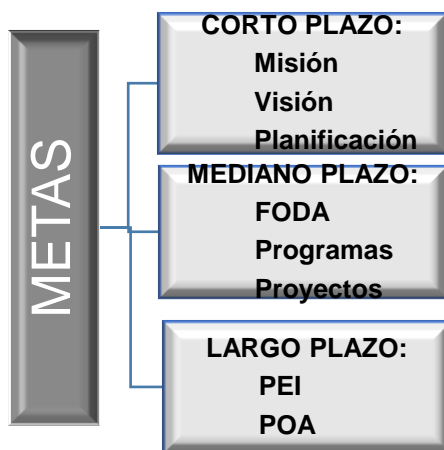 METAS
CORTO PLAZO:
Misión
Visión
Planificación
MEDIANO PLAZO:
FODA
Programas
Proyectos
LARGO PLAZO:
PEI
POA